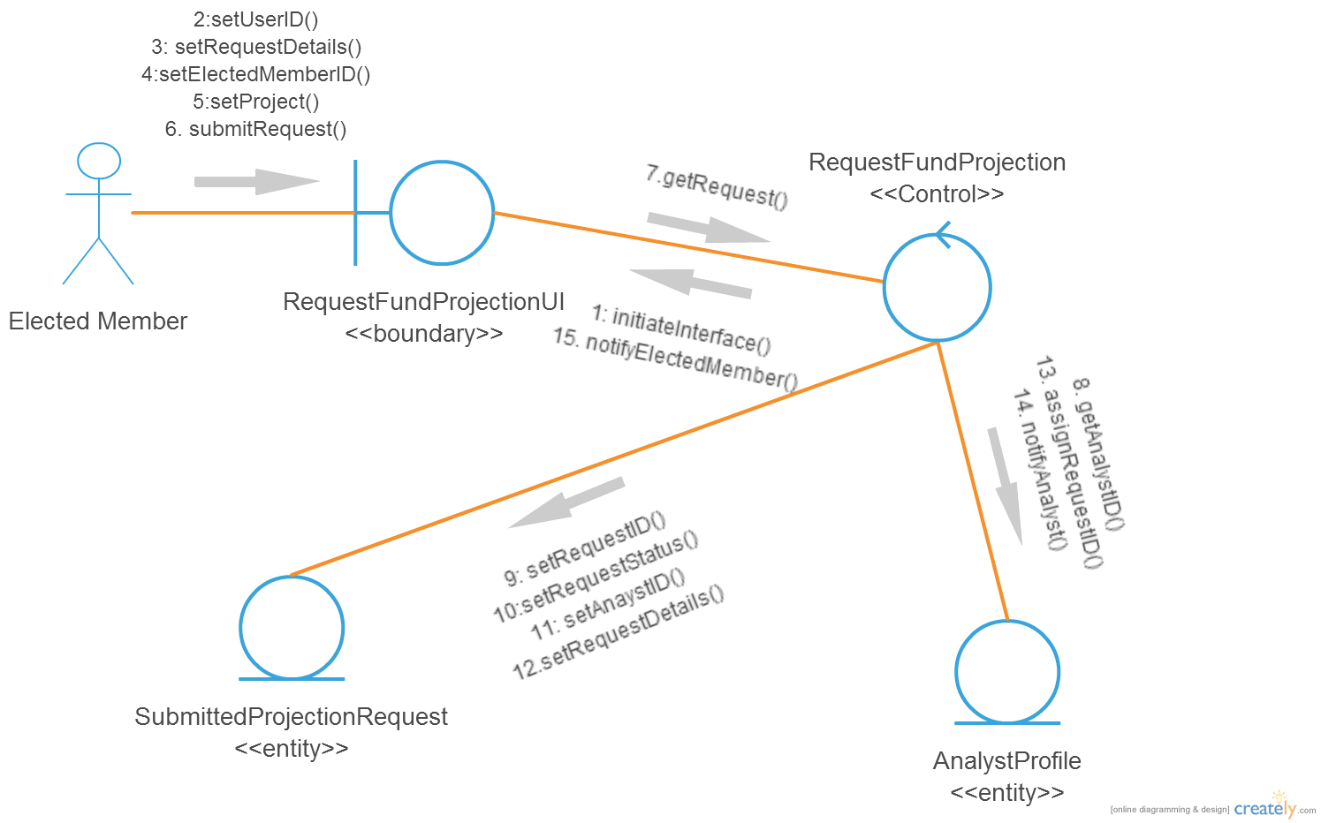 2:setUserID()
3: setRequestDetails()
4:setElectedMemberID()
5:setProject()
6. submitRequest()
Elected Member
RequestFundProjectionUI
<<boundary>>
7.getRequest()
1: initiateInterface()
15. notifyElectedMember()
RequestFundProjection
<<Control>>
8. getAnalystID()
13. assignRequestID()
14. notifyAnalyst()
9: setRequestID()
10:setRequestStatus()
11: setAnaystID()
12.setRequestDetails()
SubmittedProjectionRequest
<<entity>>
AnalystProfile
<<entity>>
[online diagramming & design] creately.com